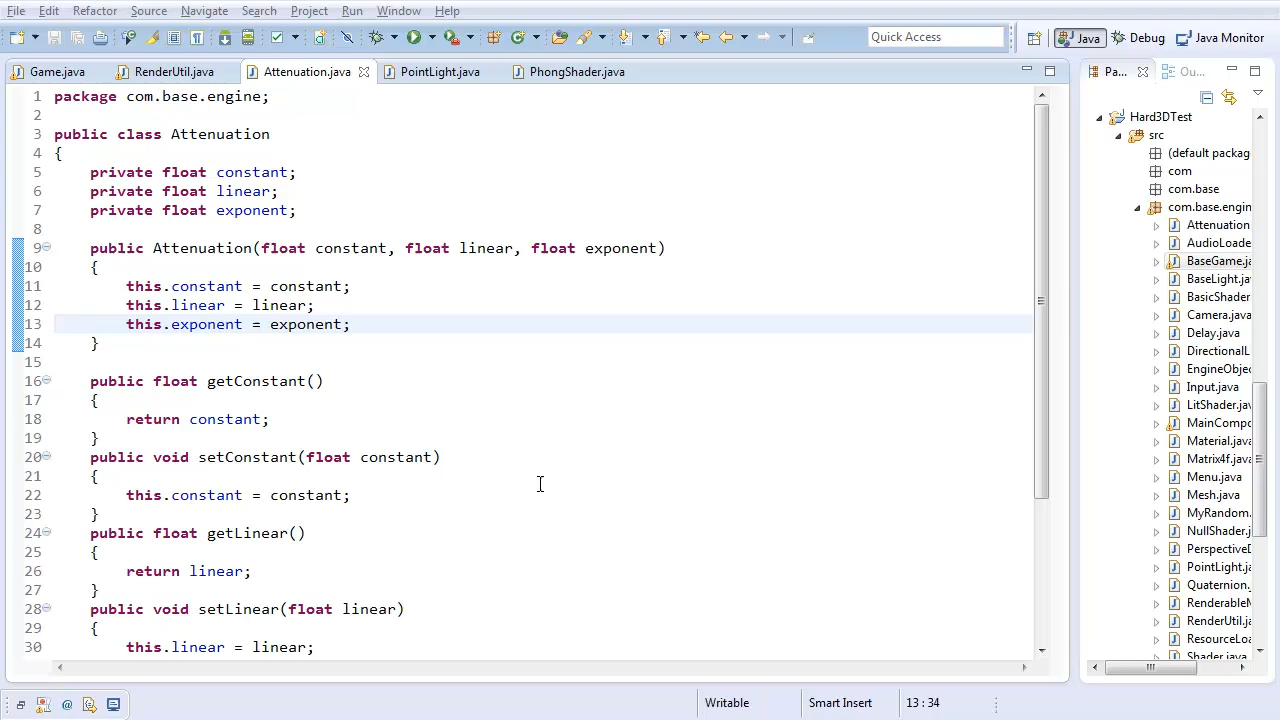 File Edit Refactor Source Navigate Search Project Run Window Help
Quick Access
Java Debug Java Monitor
Game.java RenderUtil.java Attenuation.java PointLight.java PhongShader.java
Pa... Ou...
1 package com.base.engine;
2
3 public class Attenuation
4 {
5 private float constant;
6 private float linear;
7 private float exponent;
8
9 public Attenuation(float constant, float linear, float exponent)
10 {
11 this.constant = constant;
12 this.linear = linear;
13 this.exponent = exponent;
14 }
15
16 public float getConstant()
17 {
18 return constant;
19 }
20 public void setConstant(float constant)
21 {
22 this.constant = constant;
23 }
24 public float getLinear()
25 {
26 return linear;
27 }
28 public void setLinear(float linear)
29 {
30 this.linear = linear;
Hard3DTest
src
(default packag
com
com.base
com.base.engin
Attenuation
AudioLoade
BaseGame.ja
BaseLight.ja
BasicShader
Camera.java
Delay.java
DirectionalL
EngineObjec
Input.java
LitShader.jav
MainCompo
Material.java
Matrix4f.java
Menu.java
Mesh.java
MyRandom.
NullShader.j
PerspectiveD
PointLight.ja
Quaternion.
RenderableM
RenderUtil.ja
ResourceLoa
Shader.java
Writable Smart Insert 13 : 34